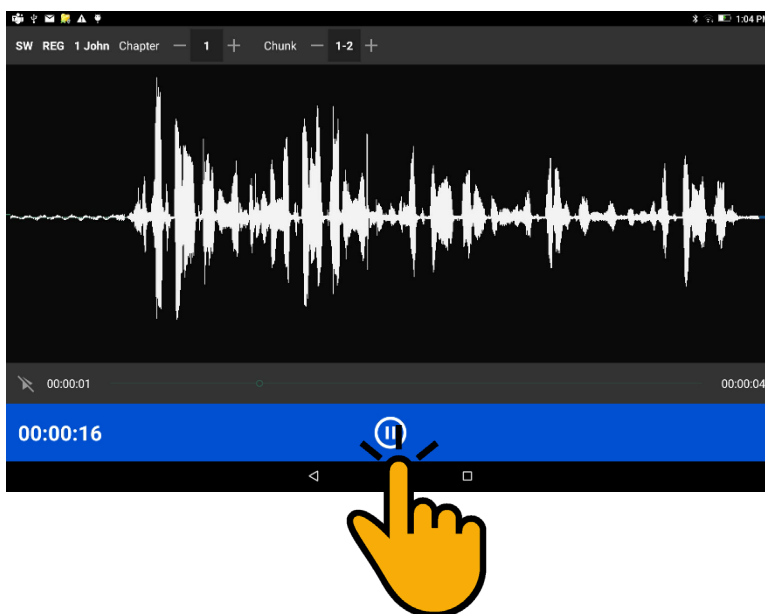 1:04 PM
SW REG 1 John Chapter — 1 + Chunk — 1-2 +
00:00:01 00:00:04
00:00:16